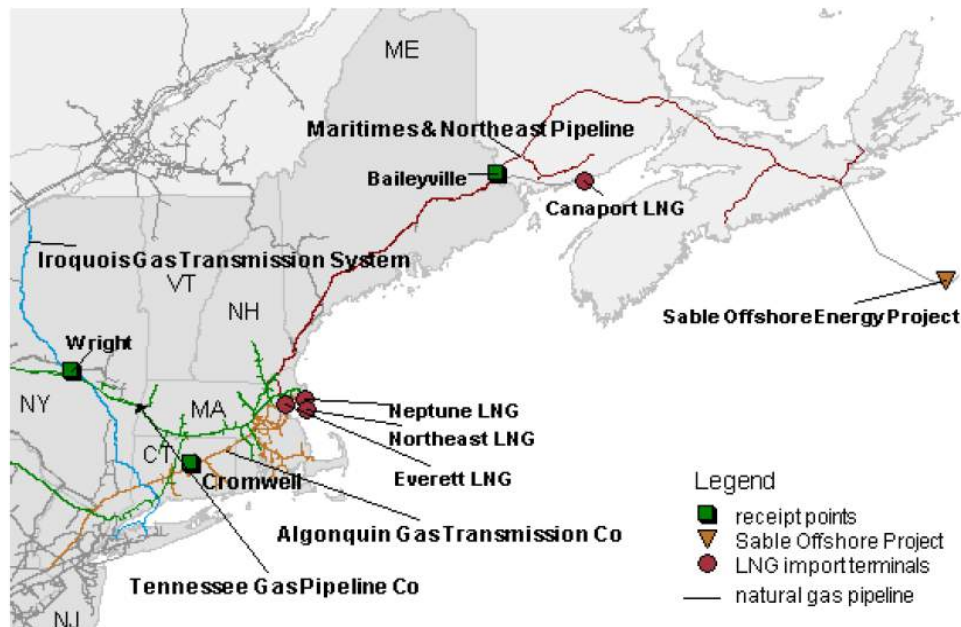 ME
Maritimes & Northeast Pipeline
Baileyville
Canaport LNG
Iroquois Gas Transmission System
VT
NH
Sable Offshore Energy Project
Wright
NY
MA
Neptune LNG
Northeast LNG
CT
Everett LNG
Cromwell
Algonquin Gas Transmission Co
Tennessee Gas Pipeline Co
NJ
Legend
receipt points
Sable Offshore Project
LNG import terminals
natural gas pipeline